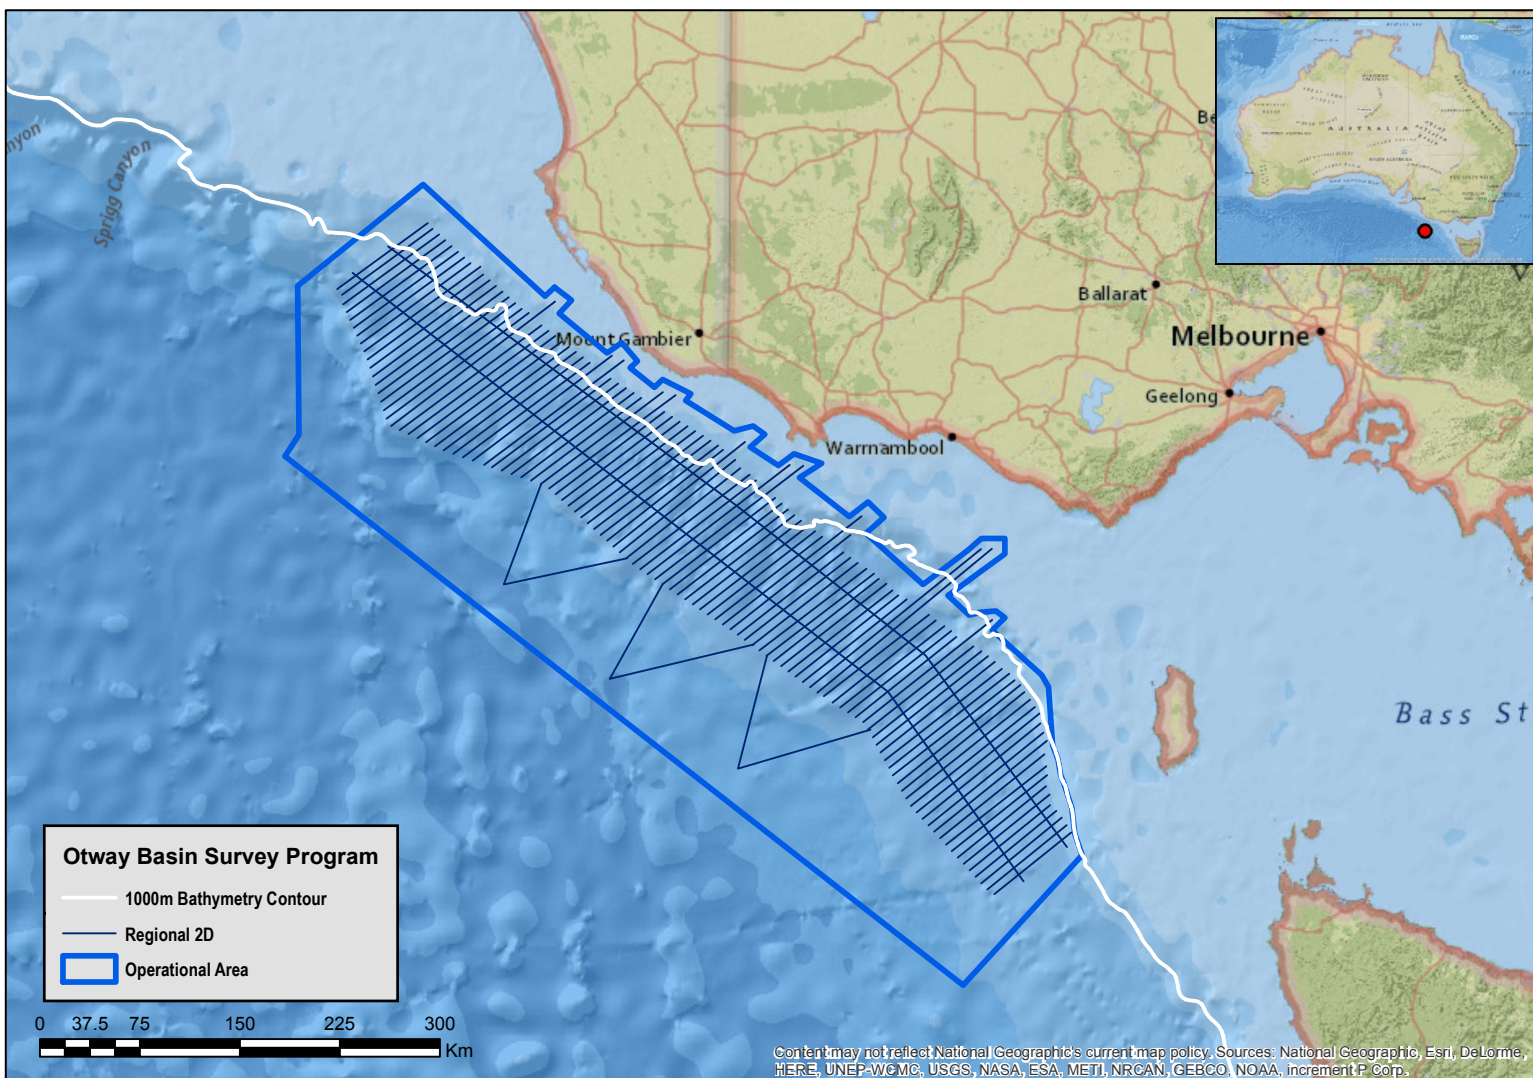 nyon
Sprigg Canyon
Be
AUSTRALIA
V
Ballarat
Melbourne
Mount Gambier
Geelong
Warrnambool
Bass St
Otway Basin Survey Program
1000m Bathymetry Contour
Regional 2D
Operational Area
0 37.5 75 150 225 300
Km
Content may not reflect National Geographic's current map policy. Sources: National Geographic, Esri, DeLorme,
HERE, UNEP-WCMC, USGS, NASA, ESA, METI, NRCAN, GEBCO, NOAA, increment P Corp.